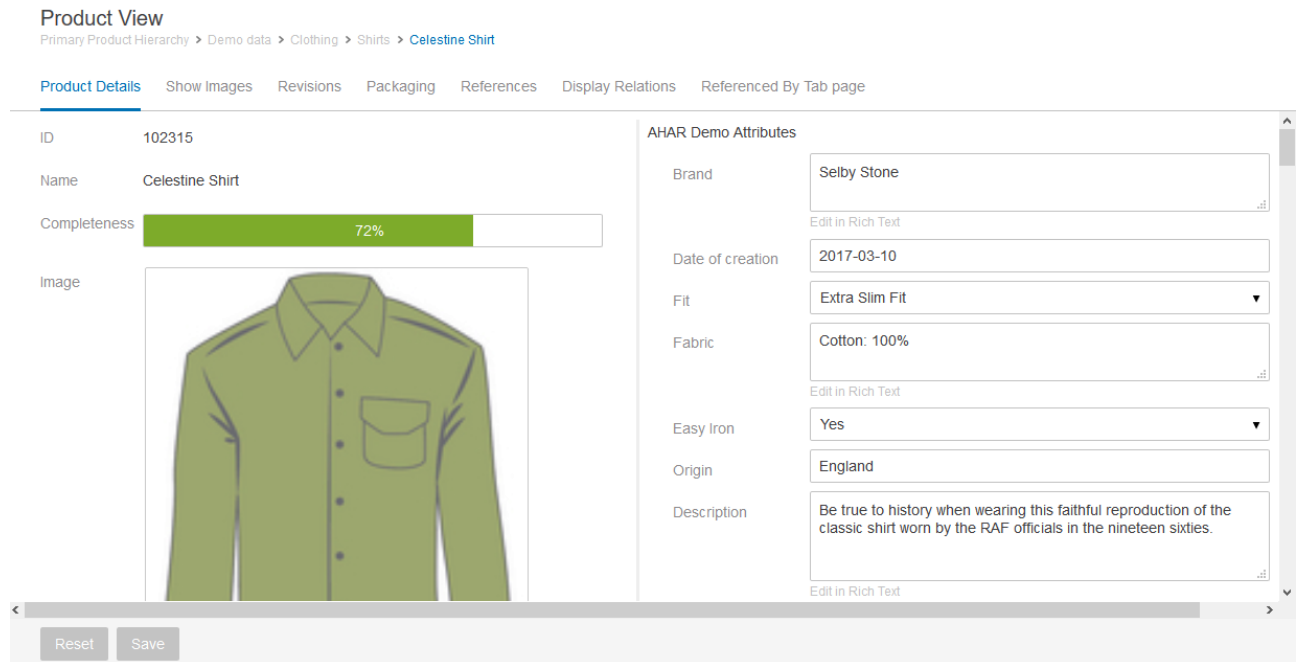 Product View
Primary Product Hierarchy > Demo data > Clothing > Shirts > Celestine Shirt
Product Details Show Images Revisions Packaging References Display Relations Referenced By Tab page
ID 102315
Name Celestine Shirt
Completeness 72%
Image
AHAR Demo Attributes
Brand Selby Stone
Edit in Rich Text
Date of creation 2017-03-10
Fit Extra Slim Fit
Fabric Cotton: 100%
Edit in Rich Text
Easy Iron Yes
Origin England
Description Be true to history when wearing this faithful reproduction of the
classic shirt worn by the RAF officials in the nineteen sixties.
Edit in Rich Text
Reset Save